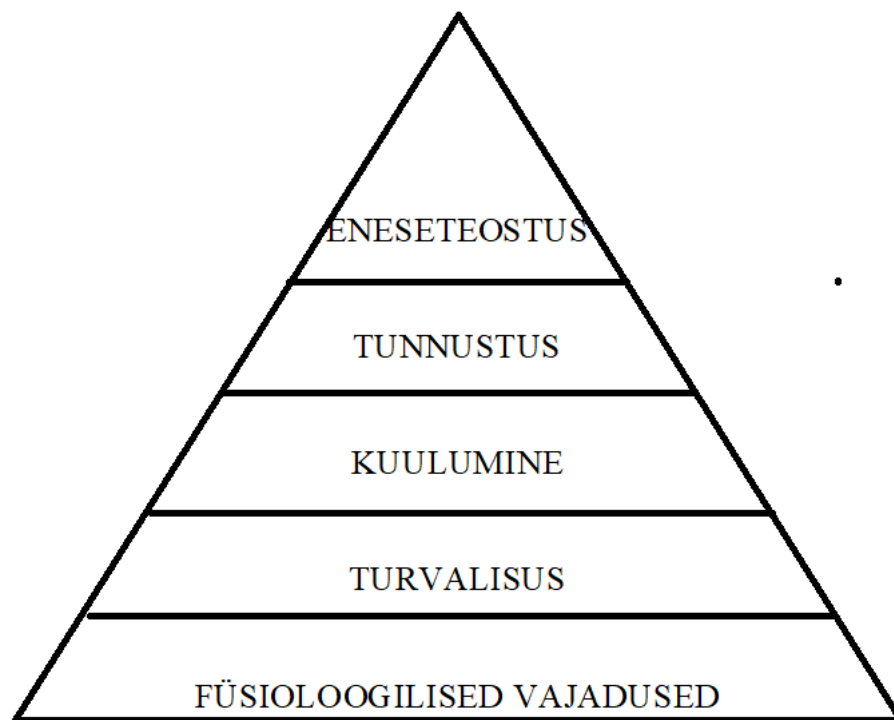 ENESETEOSTUS
TUNNUSTUS
KUULUMINE
TURVALISUS
FÜSIOLOOGILISED VAJADUSED